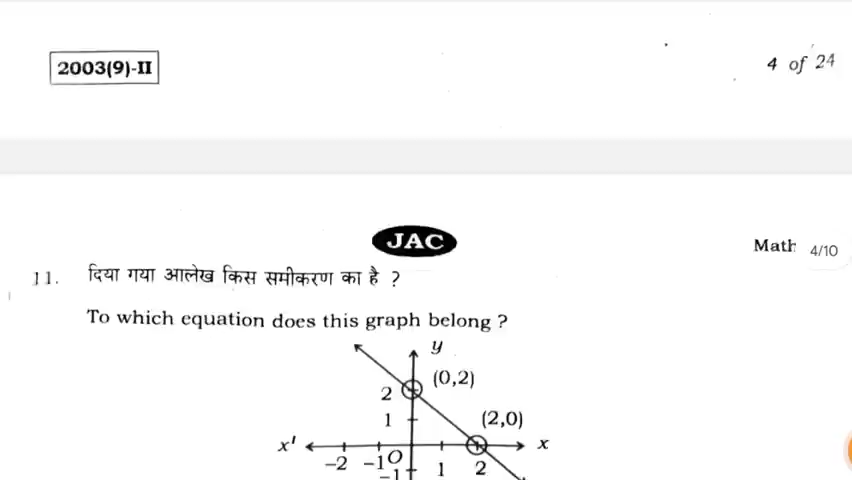 2003(9)-II
4 of 24
JAC
Math
4/10
11. दिया गया आलेख किस समीकरण का है ?
To which equation does this graph belong ?
y
(0,2)
2
1
(2,0)
x'
x
-2 -1 O 1 2
-1